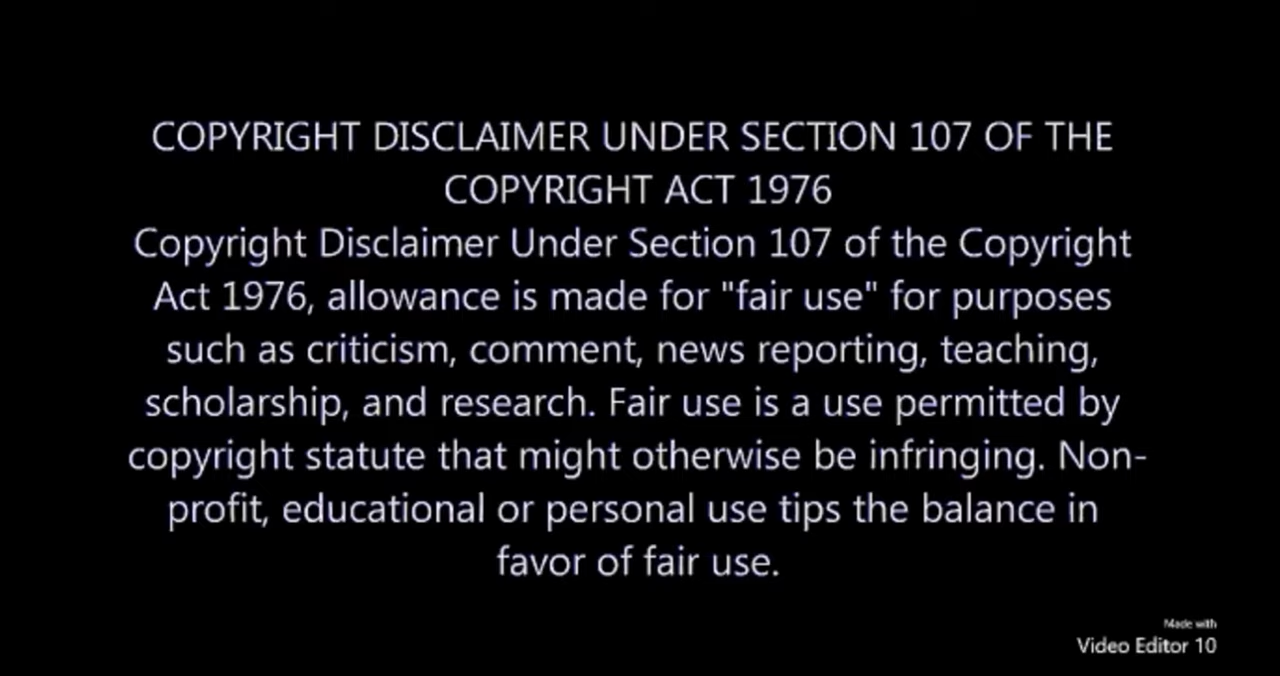 COPYRIGHT DISCLAIMER UNDER SECTION 107 OF THE
COPYRIGHT ACT 1976
Copyright Disclaimer Under Section 107 of the Copyright
Act 1976, allowance is made for "fair use" for purposes
such as criticism, comment, news reporting, teaching,
scholarship, and research. Fair use is a use permitted by
copyright statute that might otherwise be infringing. Non-
profit, educational or personal use tips the balance in
favor of fair use.
Made with
Video Editor 10